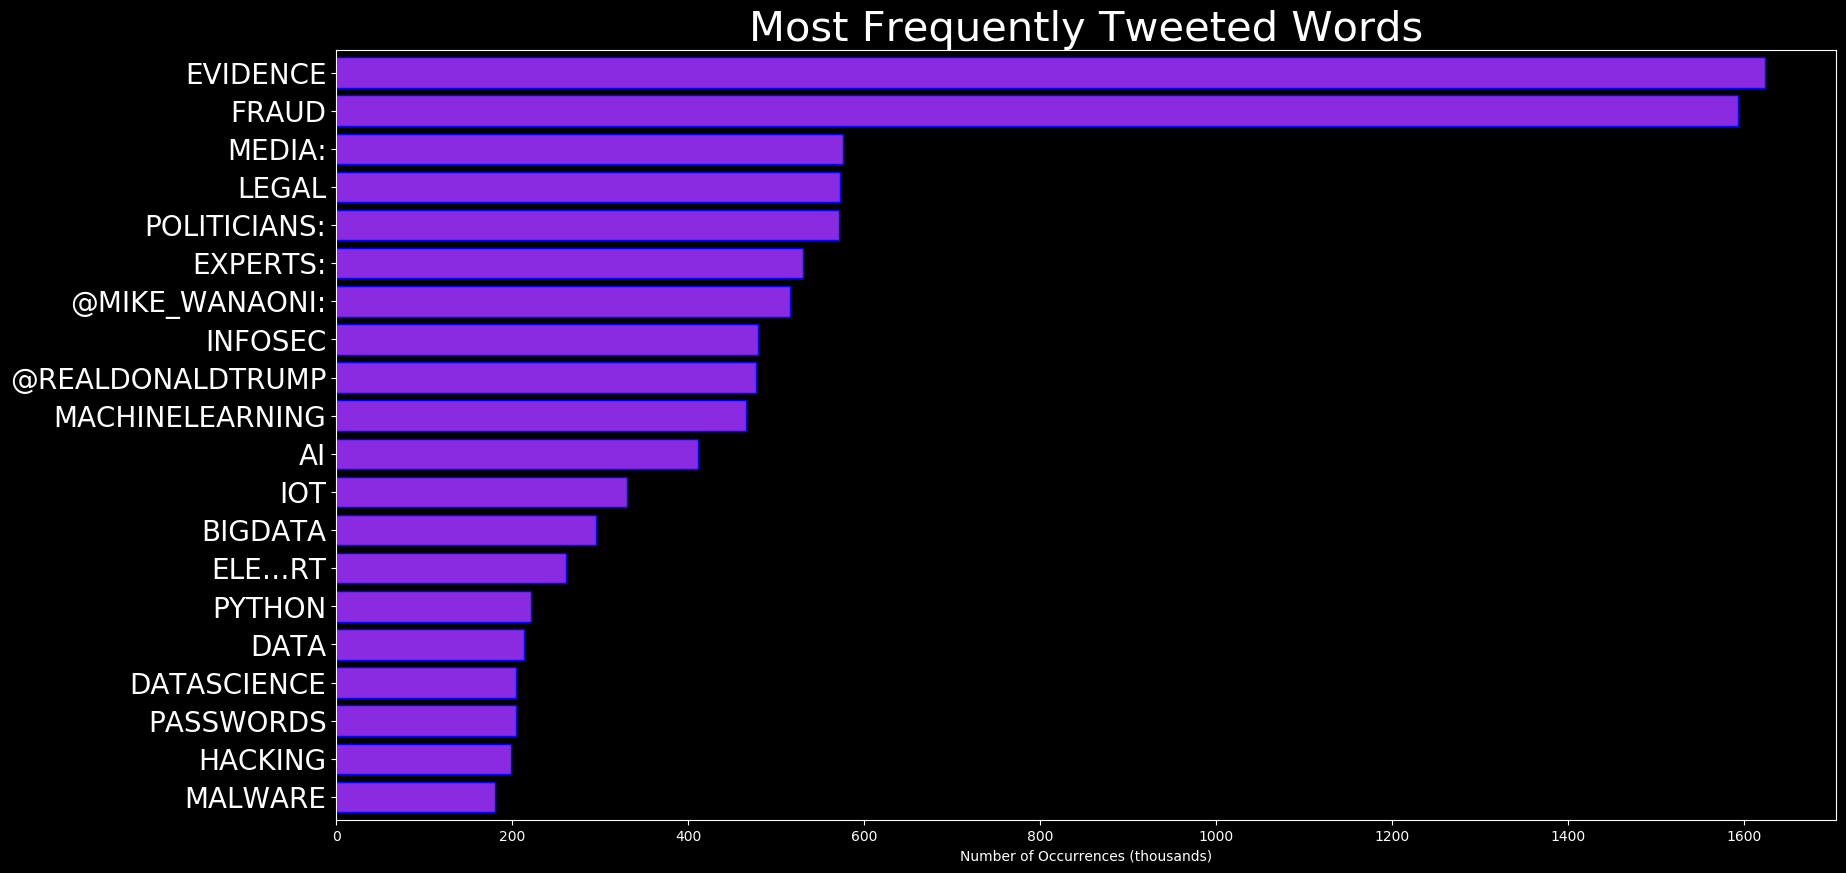 Most Frequently Tweeted Words
EVIDENCE
FRAUD
MEDIA:
LEGAL
POLITICIANS:
EXPERTS:
@MIKE_WANAONI:
INFOSEC
@REALDONALDTRUMP
MACHINELEARNING
AI
IOT
BIGDATA
ELE…RT
PYTHON
DATA
DATASCIENCE
PASSWORDS
HACKING
MALWARE
0 200 400 600 800 1000 1200 1400 1600
Number of Occurrences (thousands)